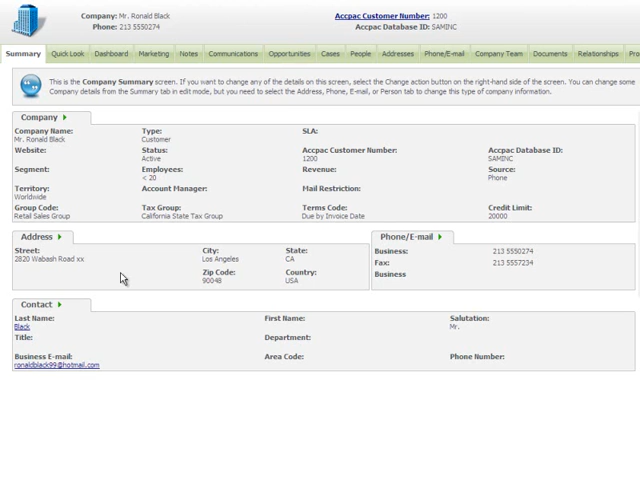 Company: Mr. Ronald Black
Phone: 213 5550274
Accpac Customer Number: 1200
Accpac Database ID: SAMINC
Summary Quick Look Dashboard Marketing Notes Communications Opportunities Cases People Addresses Phone/E-mail Company Team Documents Relationships Pro
This is the Company Summary screen. If you want to change any of the details on this screen, select the Change action button on the right-hand side of the screen. You can change some
Company details from the Summary tab in edit mode, but you need to select the Address, Phone, E-mail, or Person tab to change this type of company information.
Company
Company Name: Type: SLA:
Mr. Ronald Black Customer
Website: Status: Accpac Customer Number: Accpac Database ID:
Active 1200 SAMINC
Segment: Employees: Revenue: Source:
< 20 Phone
Territory: Account Manager: Mail Restriction:
Worldwide
Group Code: Tax Group: Terms Code: Credit Limit:
Retail Sales Group California State Tax Group Due by Invoice Date 20000
Address
Street: City: State:
2820 Wabash Road xx Los Angeles CA
Zip Code: Country:
90048 USA
Phone/E-mail
Business: 213 5550274
Fax: 213 5557234
Business
Contact
Last Name: First Name: Salutation:
Black Mr.
Title: Department:
Business E-mail: Area Code: Phone Number:
ronaldblack99@hotmail.com